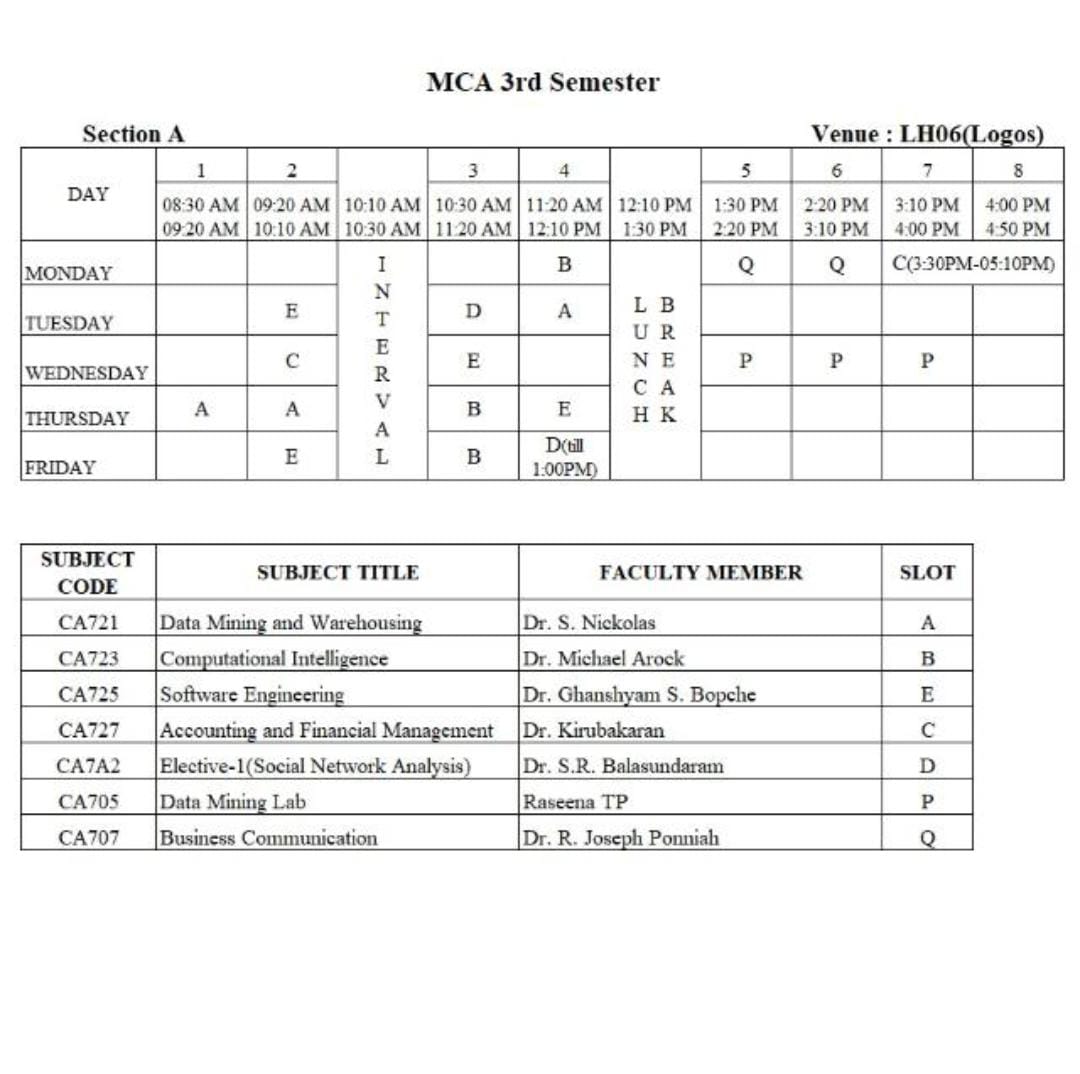 MCA 3rd Semester
Section A Venue : LH06(Logos)
DAY 1 2 3 4 5 6 7 8
08:30 AM 09:20 AM 10:10 AM 10:30 AM 11:20 AM 12:10 PM 1:30 PM 2:20 PM 3:10 PM 4:00 PM
09:20 AM 10:10 AM 10:30 AM 11:20 AM 12:10 PM 1:30 PM 2:20 PM 3:10 PM 4:00 PM 4:50 PM
INTERVAL
LUNCH BREAK
MONDAY B Q Q C(3:30PM-05:10PM)
TUESDAY E D A
WEDNESDAY C E P P P
THURSDAY A A B E
FRIDAY E B D(till
1:00PM)
SUBJECT
CODE SUBJECT TITLE FACULTY MEMBER SLOT
CA721 Data Mining and Warehousing Dr. S. Nickolas A
CA723 Computational Intelligence Dr. Michael Arock B
CA725 Software Engineering Dr. Ghanshyam S. Bopche E
CA727 Accounting and Financial Management Dr. Kirubakaran C
CA7A2 Elective-1(Social Network Analysis) Dr. S.R. Balasundaram D
CA705 Data Mining Lab Raseena TP P
CA707 Business Communication Dr. R. Joseph Ponniah Q